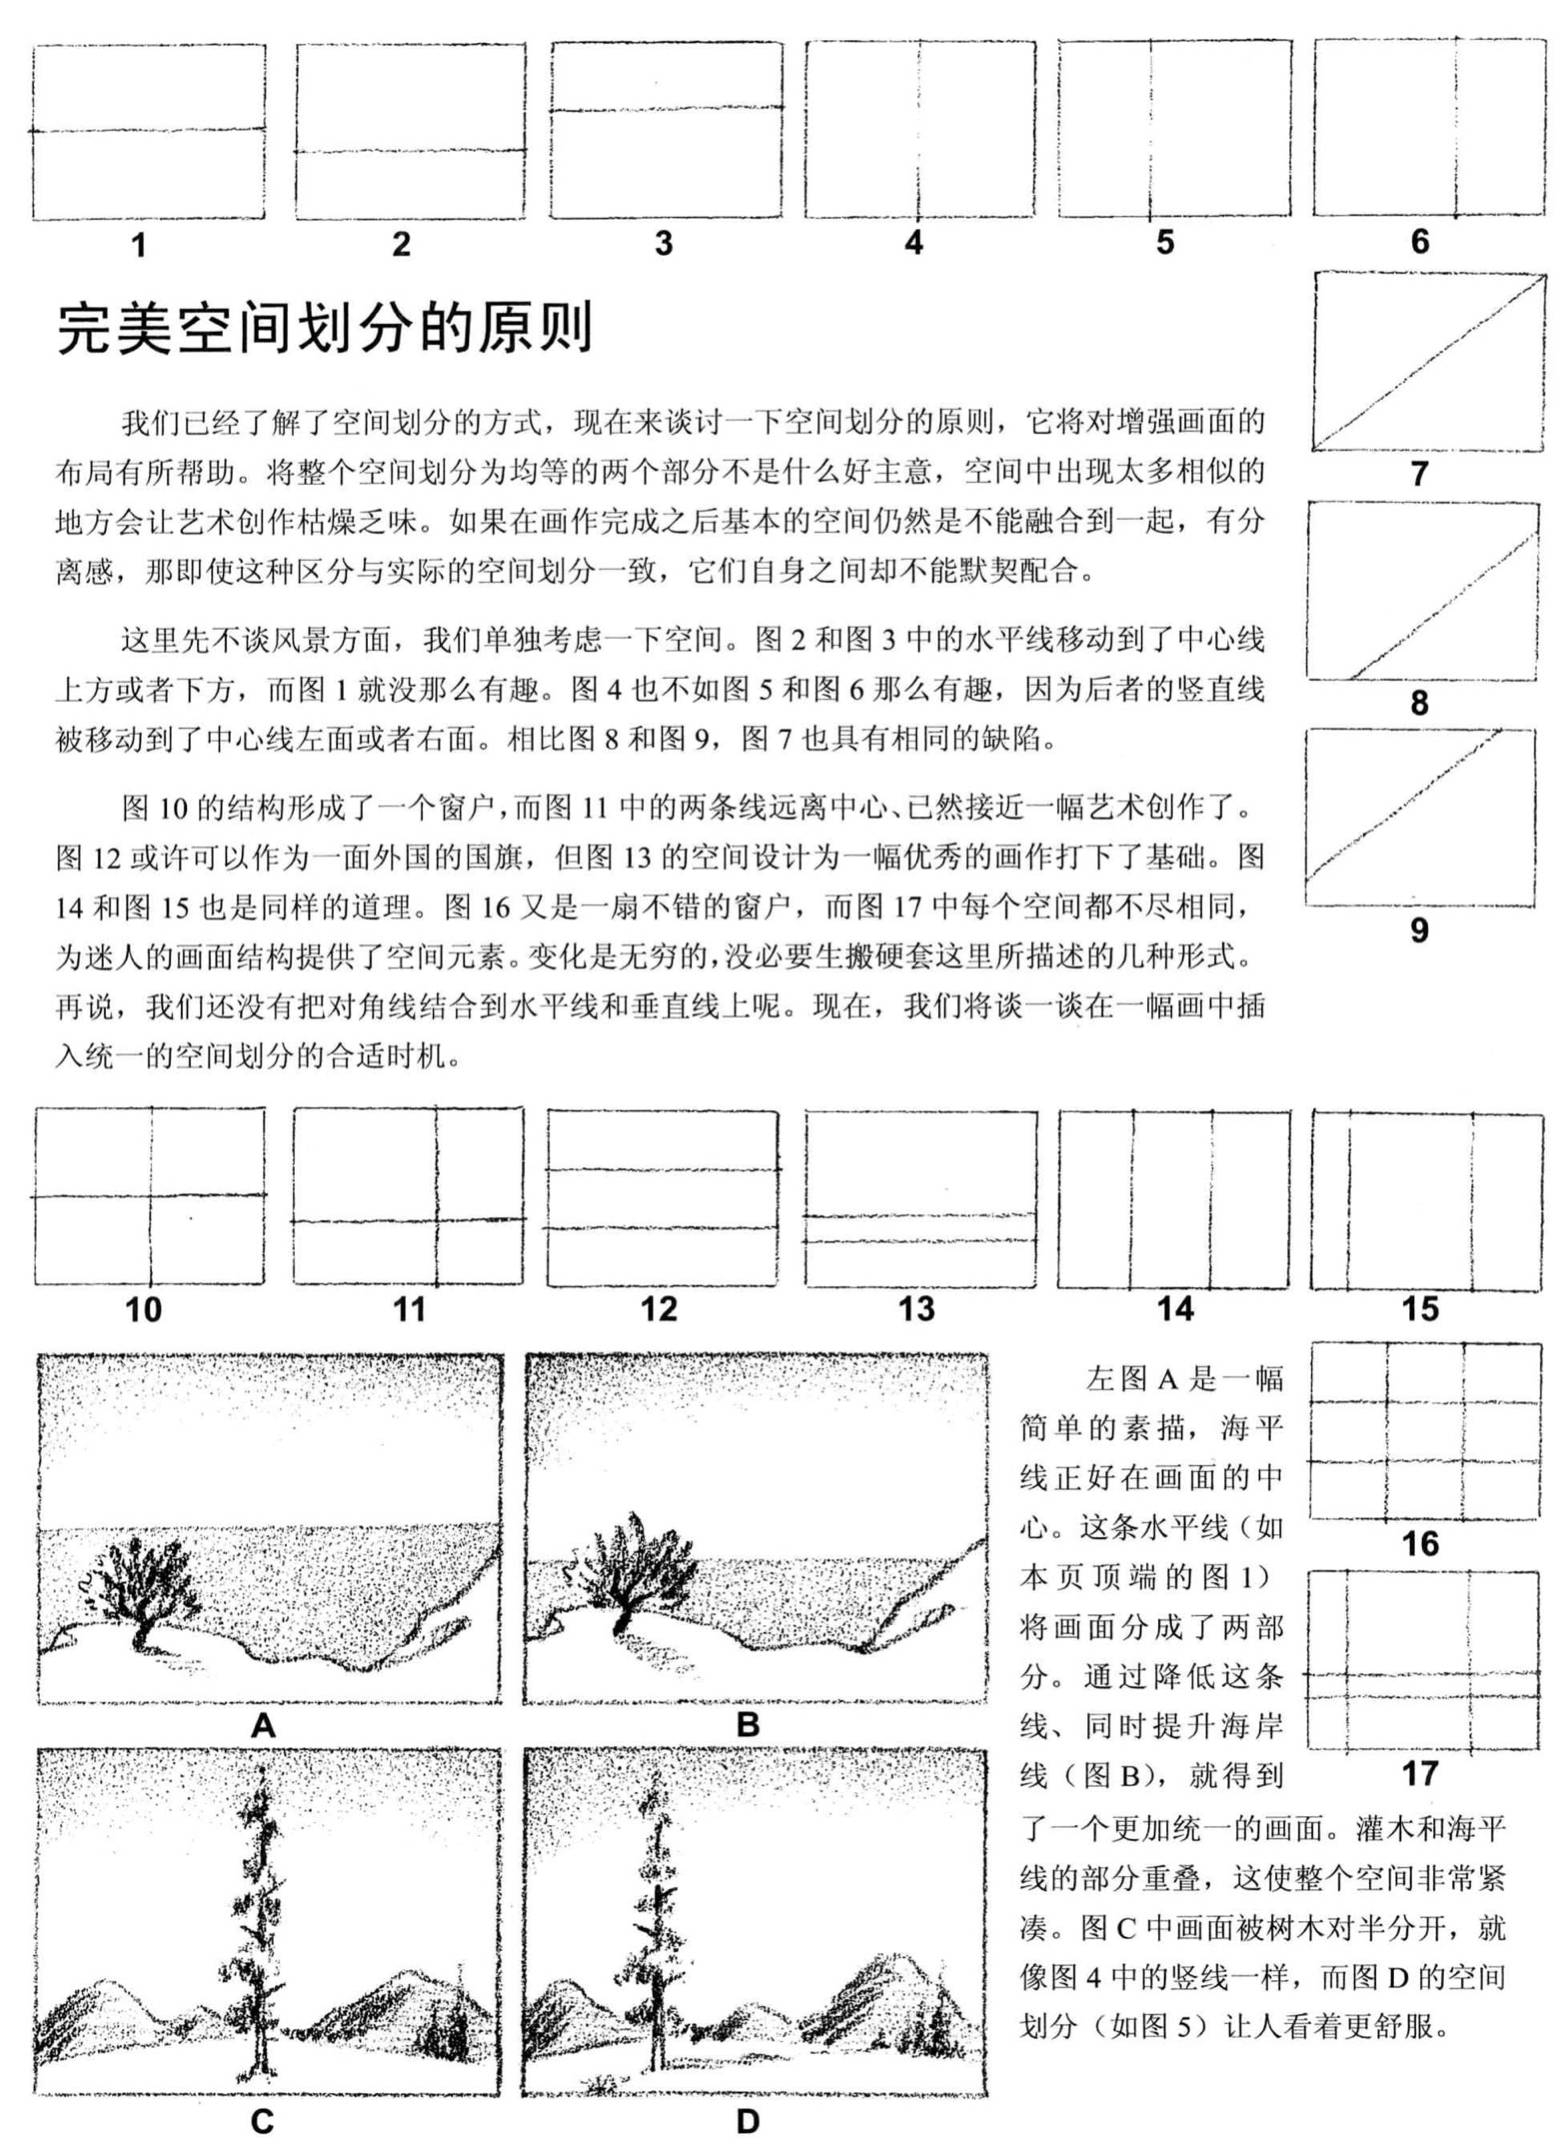 1
2
3
4
5
6
完美空间划分的原则
我们已经了解了空间划分的方式，现在来谈讨一下空间划分的原则，它将对增强画面的
布局有所帮助。将整个空间划分为均等的两个部分不是什么好主意，空间中出现太多相似的
地方会让艺术创作枯燥乏味。如果在画作完成之后基本的空间仍然是不能融合到一起，有分
离感，那即使这种区分与实际的空间划分一致，它们自身之间却不能默契配合。
这里先不谈风景方面，我们单独考虑一下空间。图 2 和图 3 中的水平线移动到了中心线
上方或者下方，而图 1 就没那么有趣。图 4 也不如图 5 和图 6 那么有趣，因为后者的竖直线
被移动到了中心线左面或者右面。相比图 8 和图 9，图 7 也具有相同的缺陷。
图 10 的结构形成了一个窗户，而图 11 中的两条线远离中心、已然接近一幅艺术创作了。
图 12 或许可以作为一面外国的国旗，但图 13 的空间设计为一幅优秀的画作打下了基础。图
14 和图 15 也是同样的道理。图 16 又是一扇不错的窗户，而图 17 中每个空间都不尽相同，
为迷人的画面结构提供了空间元素。变化是无穷的，没必要生搬硬套这里所描述的几种形式。
再说，我们还没有把对角线结合到水平线和垂直线上呢。现在，我们将谈一谈在一幅画中插
入统一的空间划分的合适时机。
7
8
9
10
11
12
13
14
15
A
B
C
D
左图 A 是一幅
简单的素描，海平
线正好在画面的中
心。这条水平线（如
本页顶端的图 1）
将画面分成了两部
分。通过降低这条
线、同时提升海岸
线（图 B），就得到
了一个更加统一的画面。灌木和海平
线的部分重叠，这使整个空间非常紧
凑。图 C 中画面被树木对半分开，就
像图 4 中的竖线一样，而图 D 的空间
划分（如图 5）让人看着更舒服。
16
17